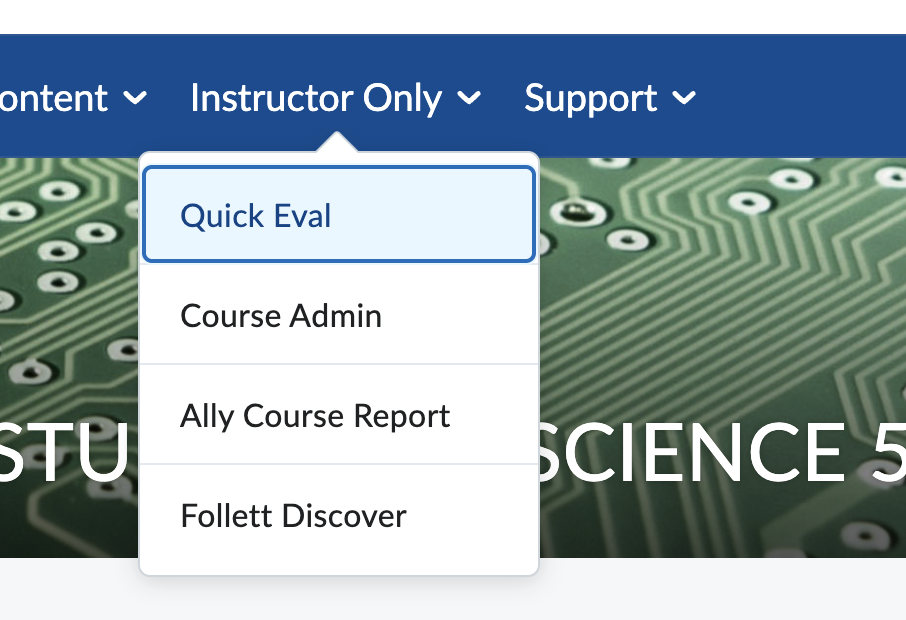 ontent
Instructor Only
Support
Quick Eval
Course Admin
Ally Course Report
Follett Discover
STU SCIENCE 5